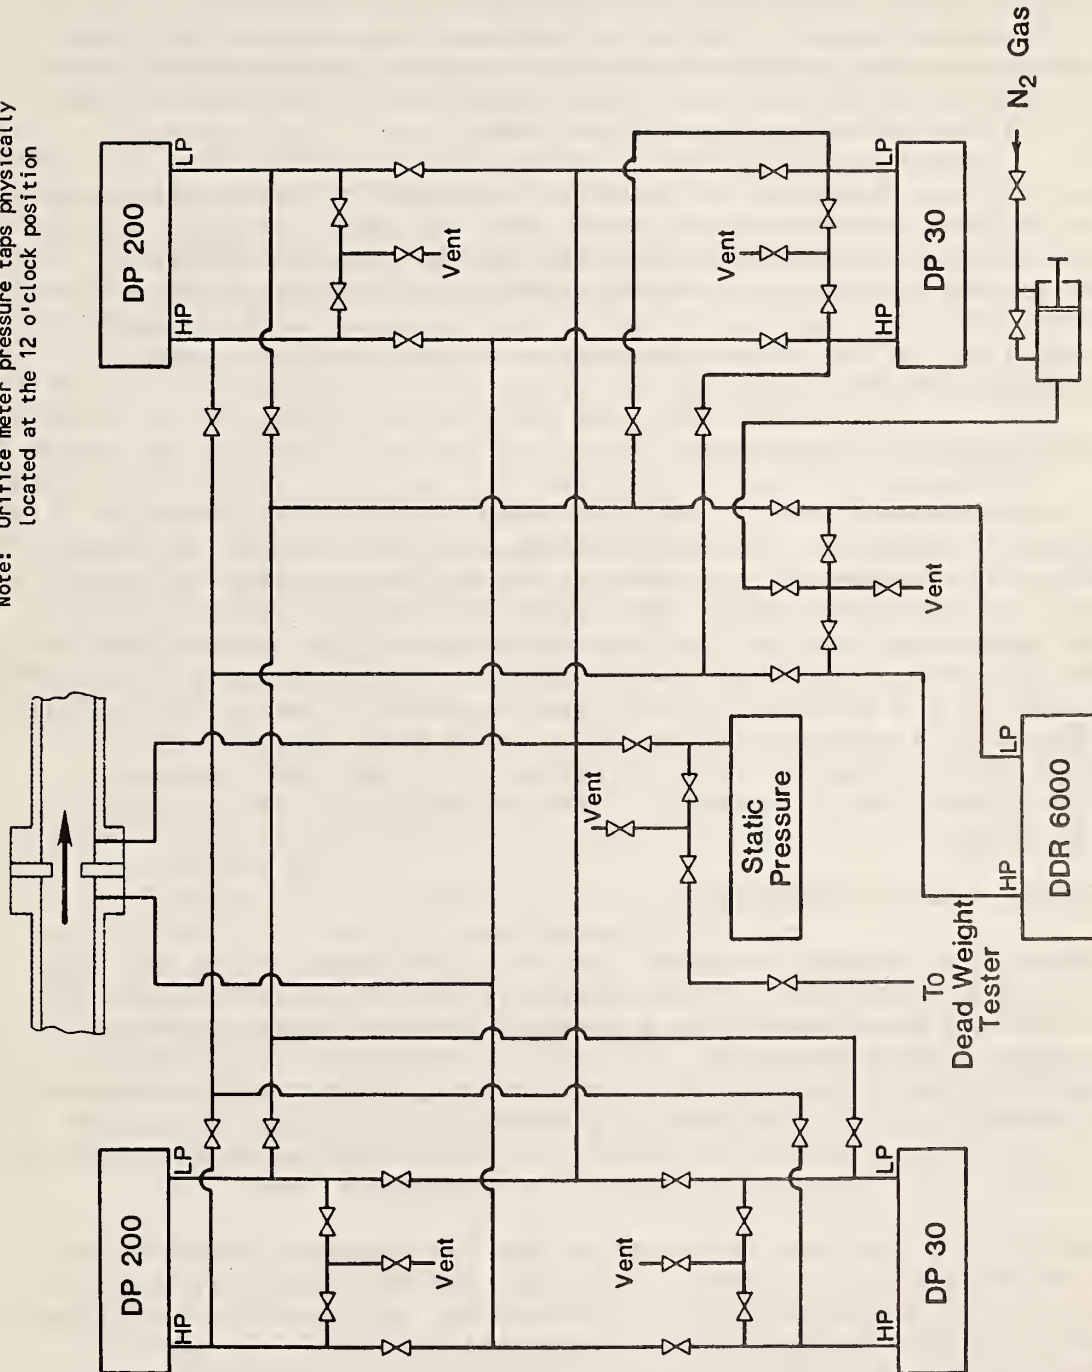 Note: Orifice meter pressure taps physically
located at the 12 o'clock position
DP 200
HP
LP
DP 200
HP
LP
Vent
Vent
Vent
Vent
Vent
Static
Pressure
Vent
To
Dead Weight
Tester
HP
LP
DP 30
HP
LP
DP 30
HP
LP
DDR 6000
N2 Gas